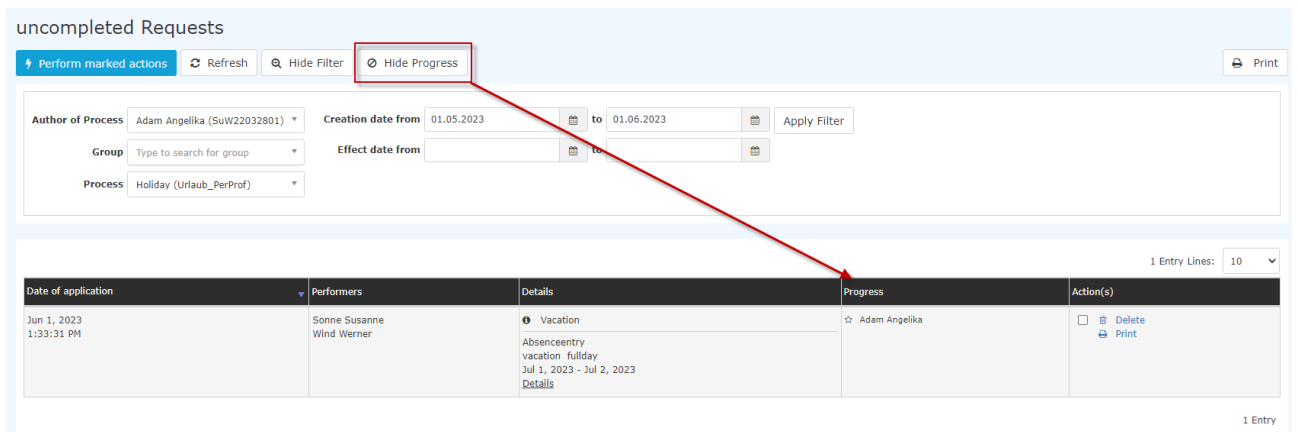 uncompleted Requests
Perform marked actions Refresh Hide Filter Hide Progress Print
Author of Process Adam Angelika (SuW22032801) Creation date from 01.05.2023 to 01.06.2023 Apply Filter
Group Type to search for group Effect date from to
Process Holiday (Urlaub_PerProf)
1 Entry Lines: 10
Date of application Performers Details Progress Action(s)
Jun 1, 2023 Sonne Susanne Vacation Adam Angelika Delete
1:33:31 PM Wind Werner Print
Absenceentry
vacation fullday
Jul 1, 2023 - Jul 2, 2023
Details
1 Entry